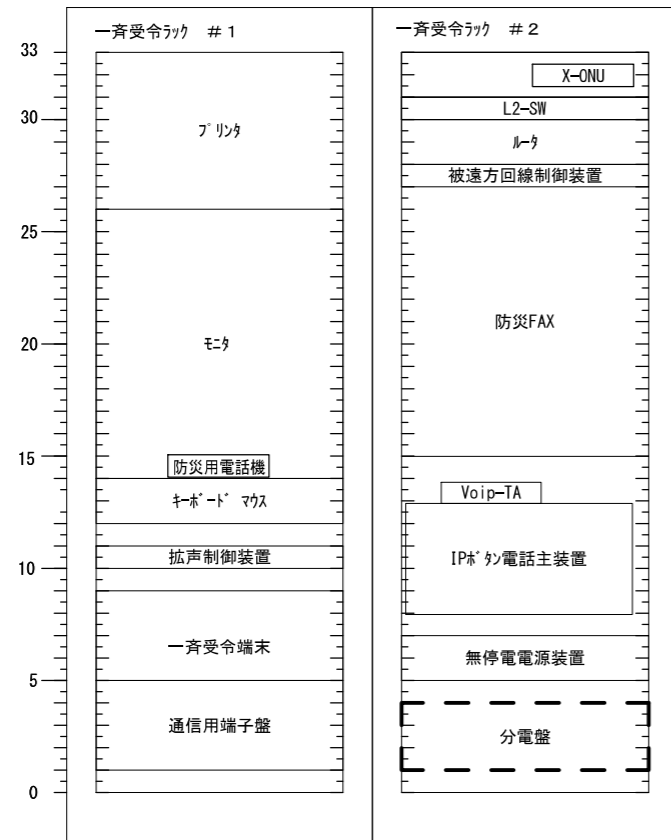 一斉受令ﾗｯｸ #1
33
30
25
20
15
10
5
0
ﾌﾟﾘﾝﾀ
ﾓﾆﾀ
防災用電話機
ｷｰﾎﾞｰﾄﾞ ﾏｳｽ
拡声制御装置
一斉受令端末
通信用端子盤
一斉受令ﾗｯｸ #2
X-ONU
L2-SW
ﾙｰﾀ
被遠方回線制御装置
防災FAX
Voip-TA
IPﾎﾞﾀﾝ電話主装置
無停電電源装置
分電盤